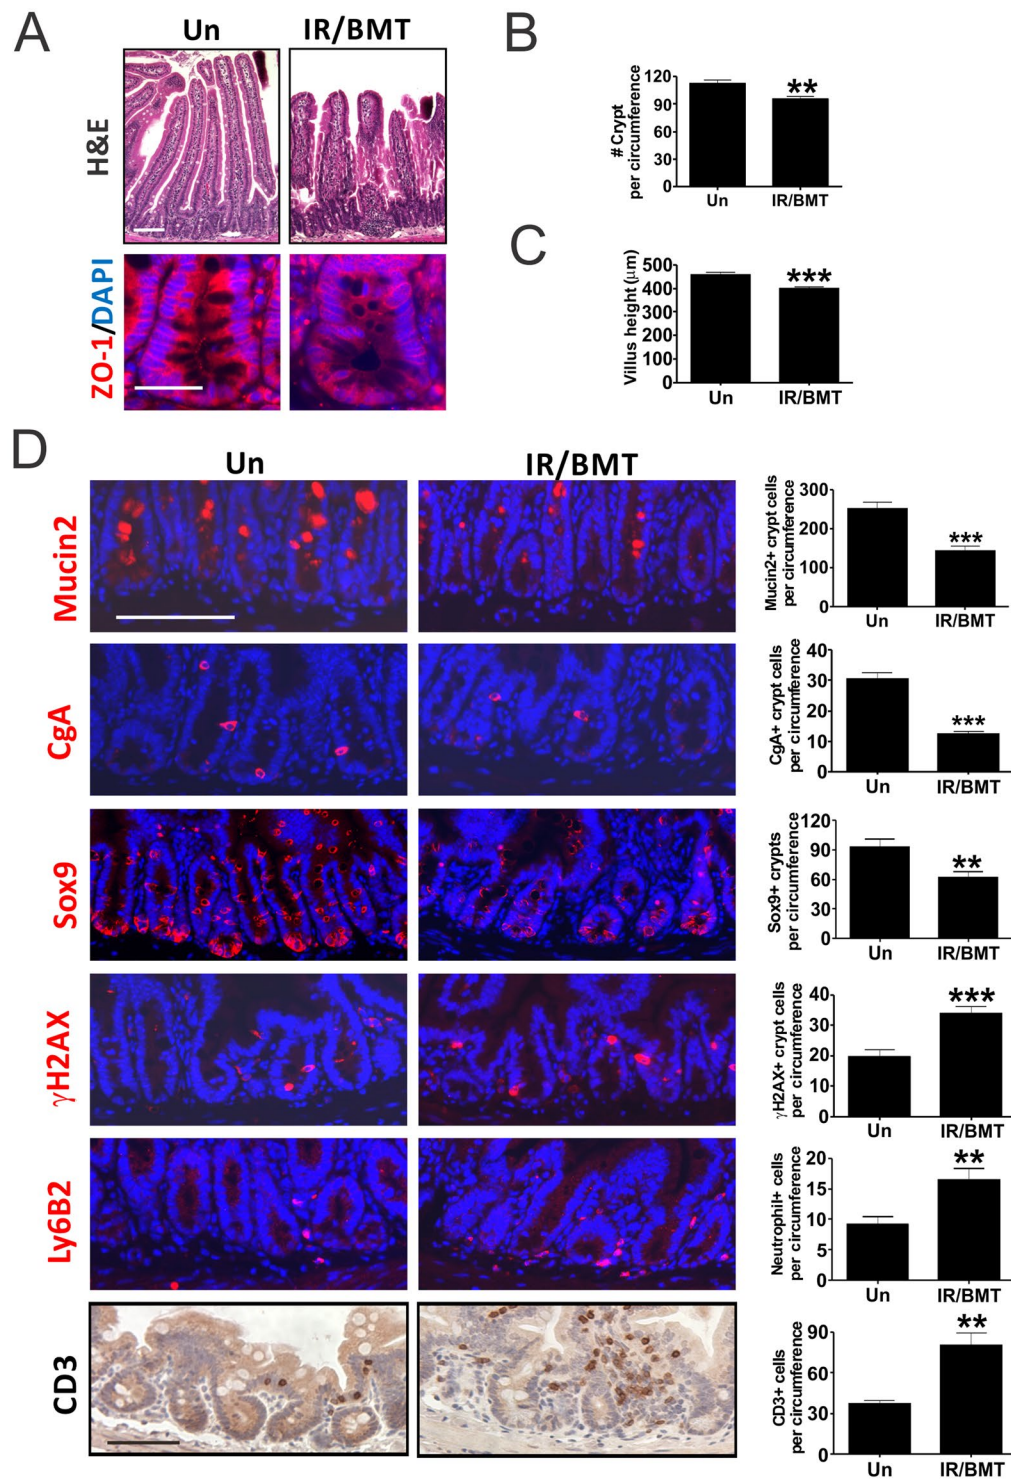 A
Un
IR/BMT
H&E
ZO-1/DAPI
B
# Crypt
per circumference
120
90
60
30
0
**
Un
IR/BMT
C
Villus height (μm)
500
400
300
200
100
0
***
Un
IR/BMT
D
Un
IR/BMT
Mucin2
Mucin2+ crypt cells
per circumference
300
200
100
0
***
Un
IR/BMT
CgA
CgA+ crypt cells
per circumference
40
30
20
10
0
***
Un
IR/BMT
Sox9
Sox9+ crypts
per circumference
120
90
60
30
0
**
Un
IR/BMT
γH2AX
γH2AX+ crypt cells
per circumference
40
30
20
10
0
***
Un
IR/BMT
Ly6B2
Neutrophil+ cells
per circumference
20
15
10
5
0
**
Un
IR/BMT
CD3
CD3+ cells
per circumference
90
60
30
0
**
Un
IR/BMT